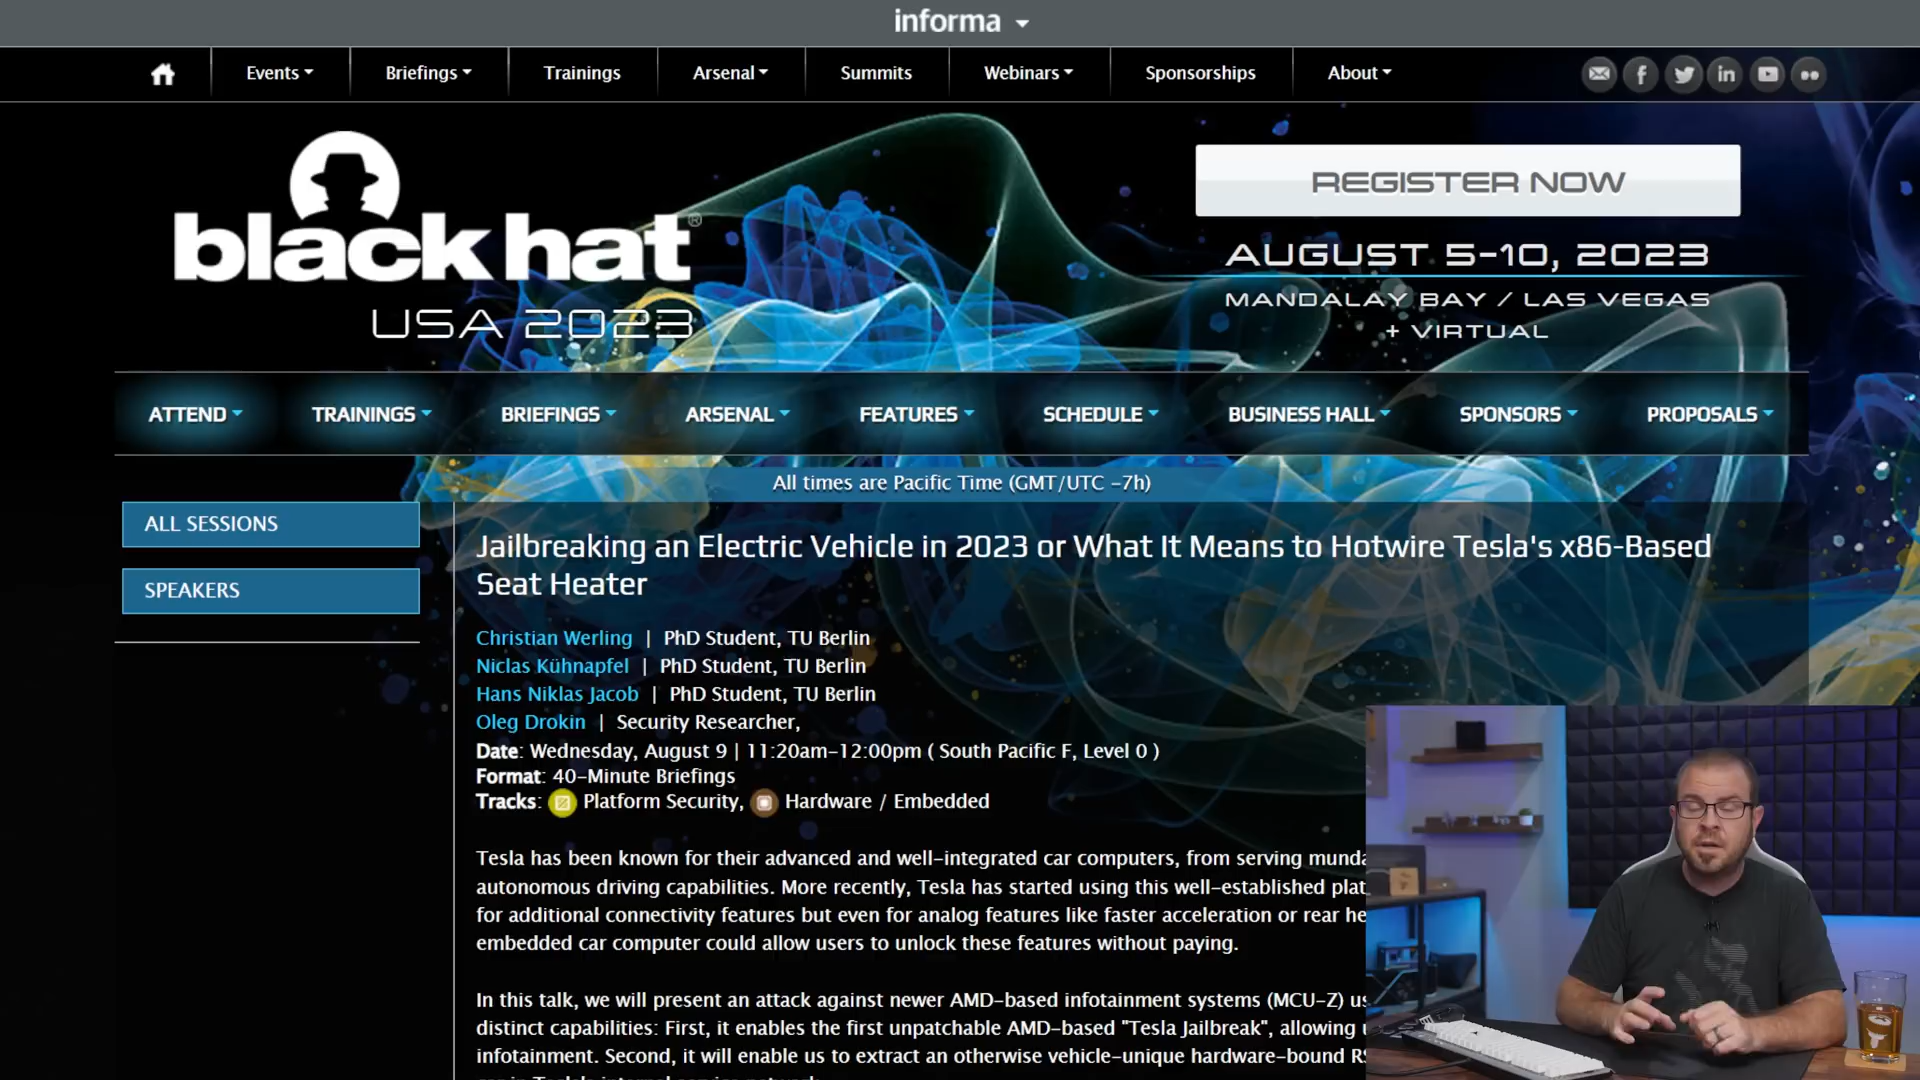 informa
Events
Briefings
Trainings
Arsenal
Summits
Webinars
Sponsorships
About
REGISTER NOW
black hat®
USA 2023
AUGUST 5-10, 2023
MANDALAY BAY / LAS VEGAS
+ VIRTUAL
ATTEND
TRAININGS
BRIEFINGS
ARSENAL
FEATURES
SCHEDULE
BUSINESS HALL
SPONSORS
PROPOSALS
All times are Pacific Time (GMT/UTC -7h)
ALL SESSIONS
SPEAKERS
Jailbreaking an Electric Vehicle in 2023 or What It Means to Hotwire Tesla's x86-Based
Seat Heater
Christian Werling | PhD Student, TU Berlin
Niclas Kühnapfel | PhD Student, TU Berlin
Hans Niklas Jacob | PhD Student, TU Berlin
Oleg Drokin | Security Researcher,
Date: Wednesday, August 9 | 11:20am-12:00pm ( South Pacific F, Level 0 )
Format: 40-Minute Briefings
Tracks: Platform Security, Hardware / Embedded
Tesla has been known for their advanced and well-integrated car computers, from serving
autonomous driving capabilities. More recently, Tesla has started using this well-established
for additional connectivity features but even for analog features like faster acceleration or rear
embedded car computer could allow users to unlock these features without paying.
In this talk, we will present an attack against newer AMD-based infotainment systems (MCU-Z)
distinct capabilities: First, it enables the first unpatchable AMD-based "Tesla Jailbreak", allowing
infotainment. Second, it will enable us to extract an otherwise vehicle-unique hardware-bound